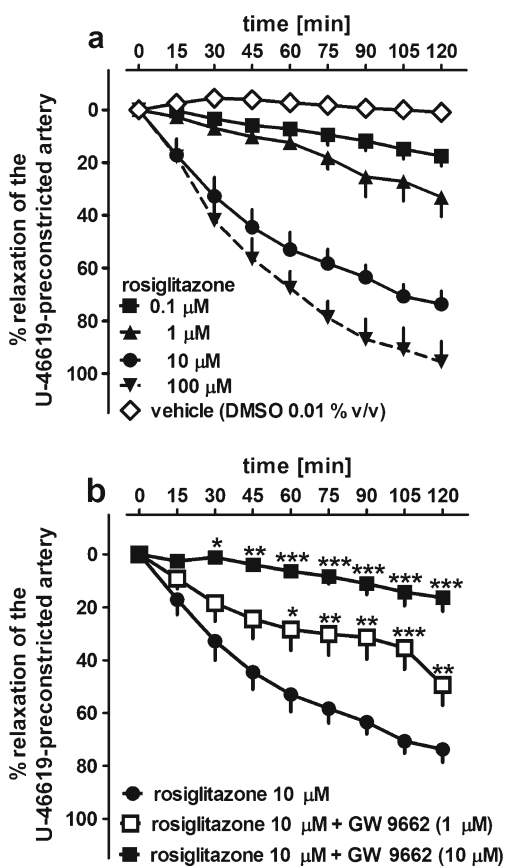 a
time [min]
0 15 30 45 60 75 90 105 120
% relaxation of the
U-46619-preconstricted artery
0
20
40
60
80
100
rosiglitazone
0.1 µM
1 µM
10 µM
100 µM
vehicle (DMSO 0.01 % v/v)
b
time [min]
0 15 30 45 60 75 90 105 120
% relaxation of the
U-46619-preconstricted artery
0
20
40
60
80
100
* ** *** *** *** *** ***
* ** ** *** **
rosiglitazone 10 µM
rosiglitazone 10 µM + GW 9662 (1 µM)
rosiglitazone 10 µM + GW 9662 (10 µM)